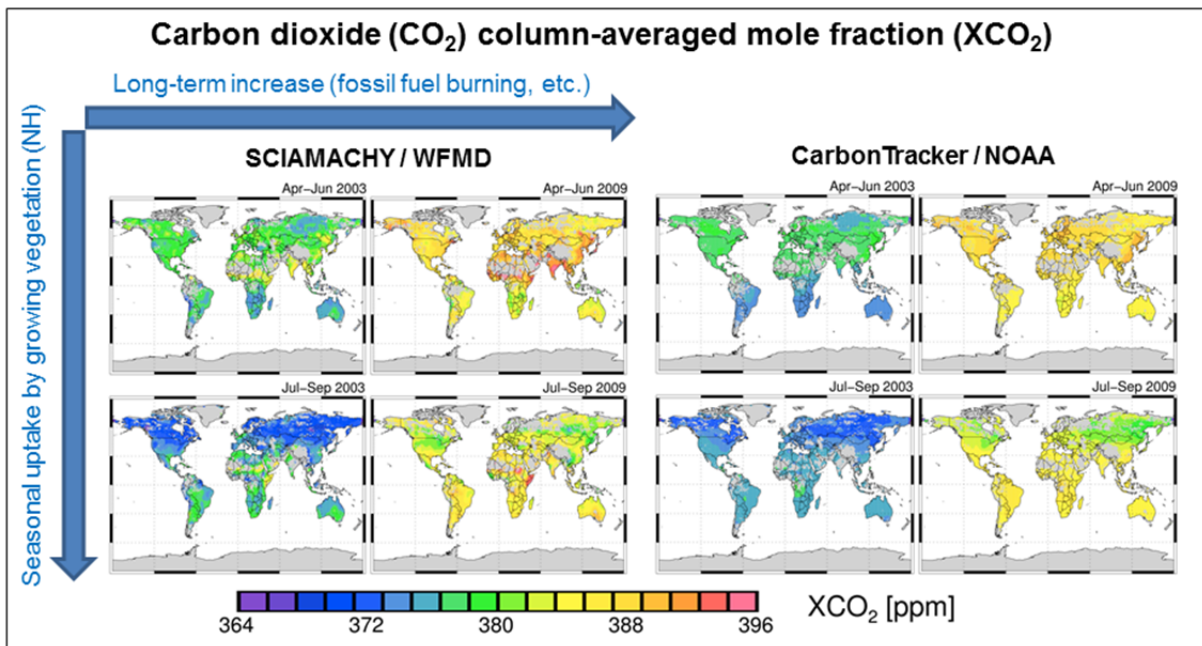 Carbon dioxide (CO₂) column-averaged mole fraction (XCO₂)
Long-term increase (fossil fuel burning, etc.)
Seasonal uptake by growing vegetation (NH)
SCIAMACHY / WFMD
CarbonTracker / NOAA
Apr–Jun 2003
Apr–Jun 2009
Apr–Jun 2003
Apr–Jun 2009
Jul–Sep 2003
Jul–Sep 2009
Jul–Sep 2003
Jul–Sep 2009
364 372 380 388 396
XCO₂ [ppm]